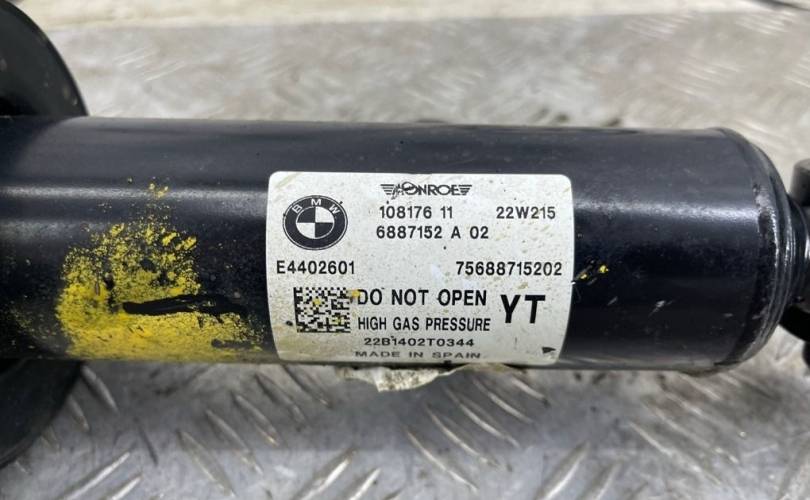 MONROE
BMW
108176 11 22W215
6887152 A 02
E4402601 75688715202
DO NOT OPEN YT
HIGH GAS PRESSURE
22B1402T0344
MADE IN SPAIN